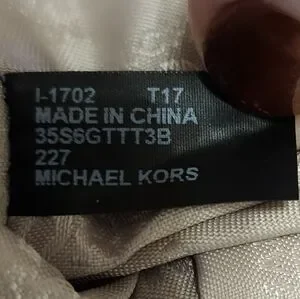 I-1702 T17
MADE IN CHINA
35S6GTTT3B
227
MICHAEL KORS